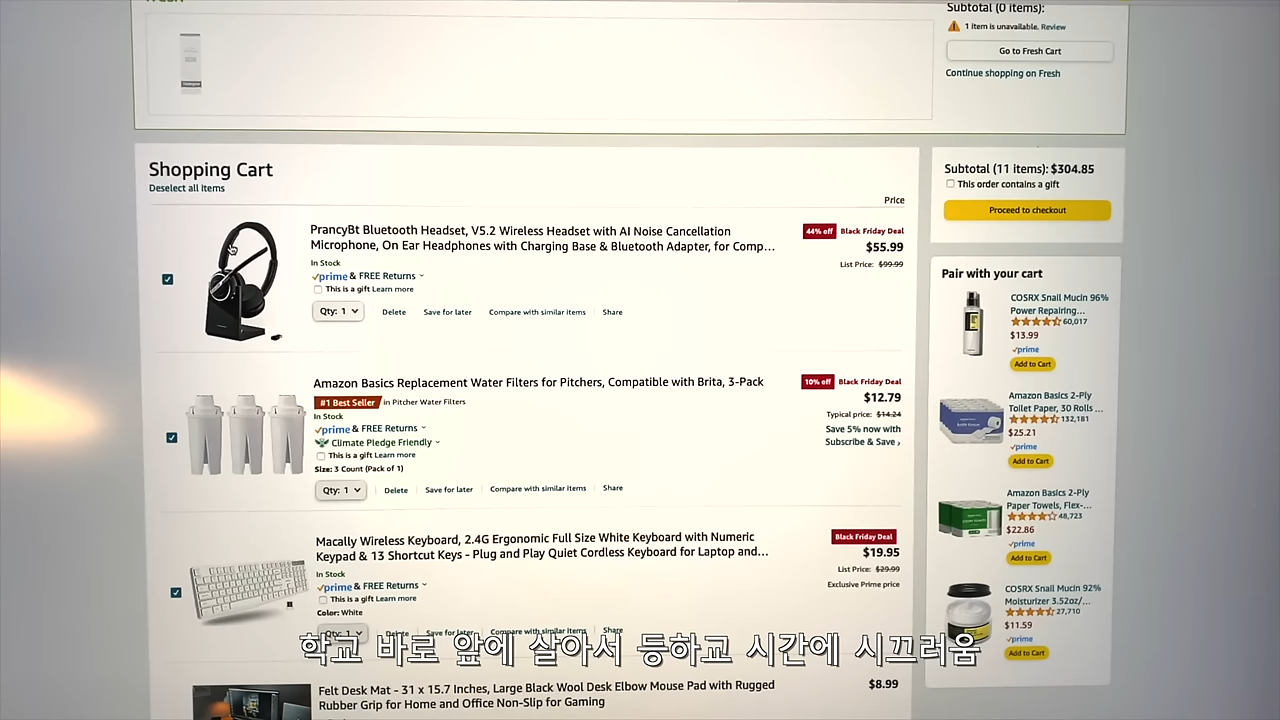 Subtotal (0 items):
1 item is unavailable. Review
Go to Fresh Cart
Continue shopping on Fresh
Shopping Cart
Deselect all items
Price
PrancyBt Bluetooth Headset, V5.2 Wireless Headset with AI Noise Cancellation
Microphone, On Ear Headphones with Charging Base & Bluetooth Adapter, for Comp...
44% off Black Friday Deal
$55.99
List Price: $99.99
In Stock
prime & FREE Returns
This is a gift Learn more
Qty: 1 Delete Save for later Compare with similar items Share
Amazon Basics Replacement Water Filters for Pitchers, Compatible with Brita, 3-Pack
#1 Best Seller in Pitcher Water Filters
10% off Black Friday Deal
$12.79
Typical price: $14.24
Save 5% now with
Subscribe & Save
In Stock
prime & FREE Returns
Climate Pledge Friendly
This is a gift Learn more
Size: 3 Count (Pack of 1)
Qty: 1 Delete Save for later Compare with similar items Share
Macally Wireless Keyboard, 2.4G Ergonomic Full Size White Keyboard with Numeric
Keypad & 13 Shortcut Keys - Plug and Play Quiet Cordless Keyboard for Laptop and...
Black Friday Deal
$19.95
List Price: $29.99
Exclusive Prime price
In Stock
prime & FREE Returns
This is a gift Learn more
Color: White
Qty: 1 Delete Save for later Compare with similar items Share
학교 바로 앞에 살아서 등하교 시간에 시끄러움
Felt Desk Mat - 31 x 15.7 Inches, Large Black Wool Desk Elbow Mouse Pad with Rugged
Rubber Grip for Home and Office Non-Slip for Gaming
$8.99
Subtotal (11 items): $304.85
This order contains a gift
Proceed to checkout
Pair with your cart
COSRX Snail Mucin 96%
Power Repairing...
60,017
$13.99
prime
Add to Cart
Amazon Basics 2-Ply
Toilet Paper, 30 Rolls ...
132,181
$25.21
prime
Add to Cart
Amazon Basics 2-Ply
Paper Towels, Flex-...
48,723
$22.86
prime
Add to Cart
COSRX Snail Mucin 92%
Moisturizer 3.52oz/...
27,710
$11.59
prime
Add to Cart